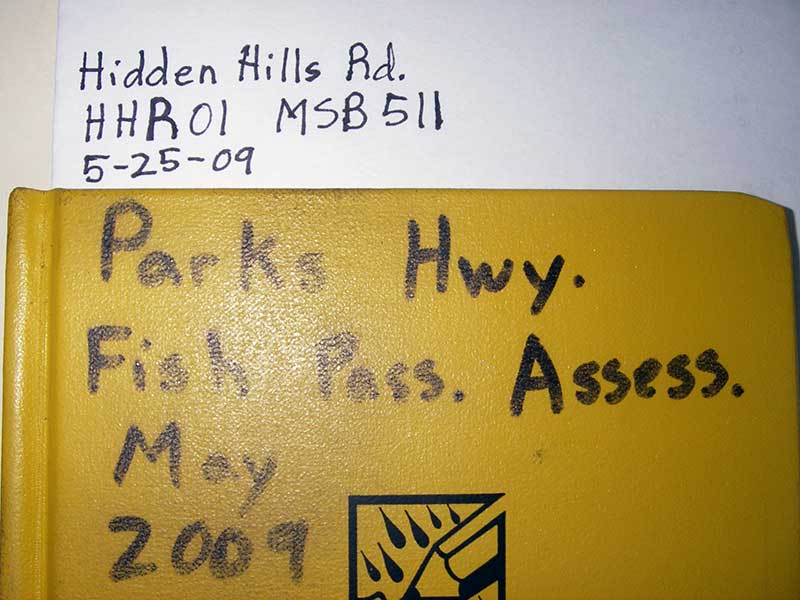 Hidden Hills Rd.
HHR01 MSB511
5-25-09
Parks Hwy.
Fish Pass. Assess.
May
2009